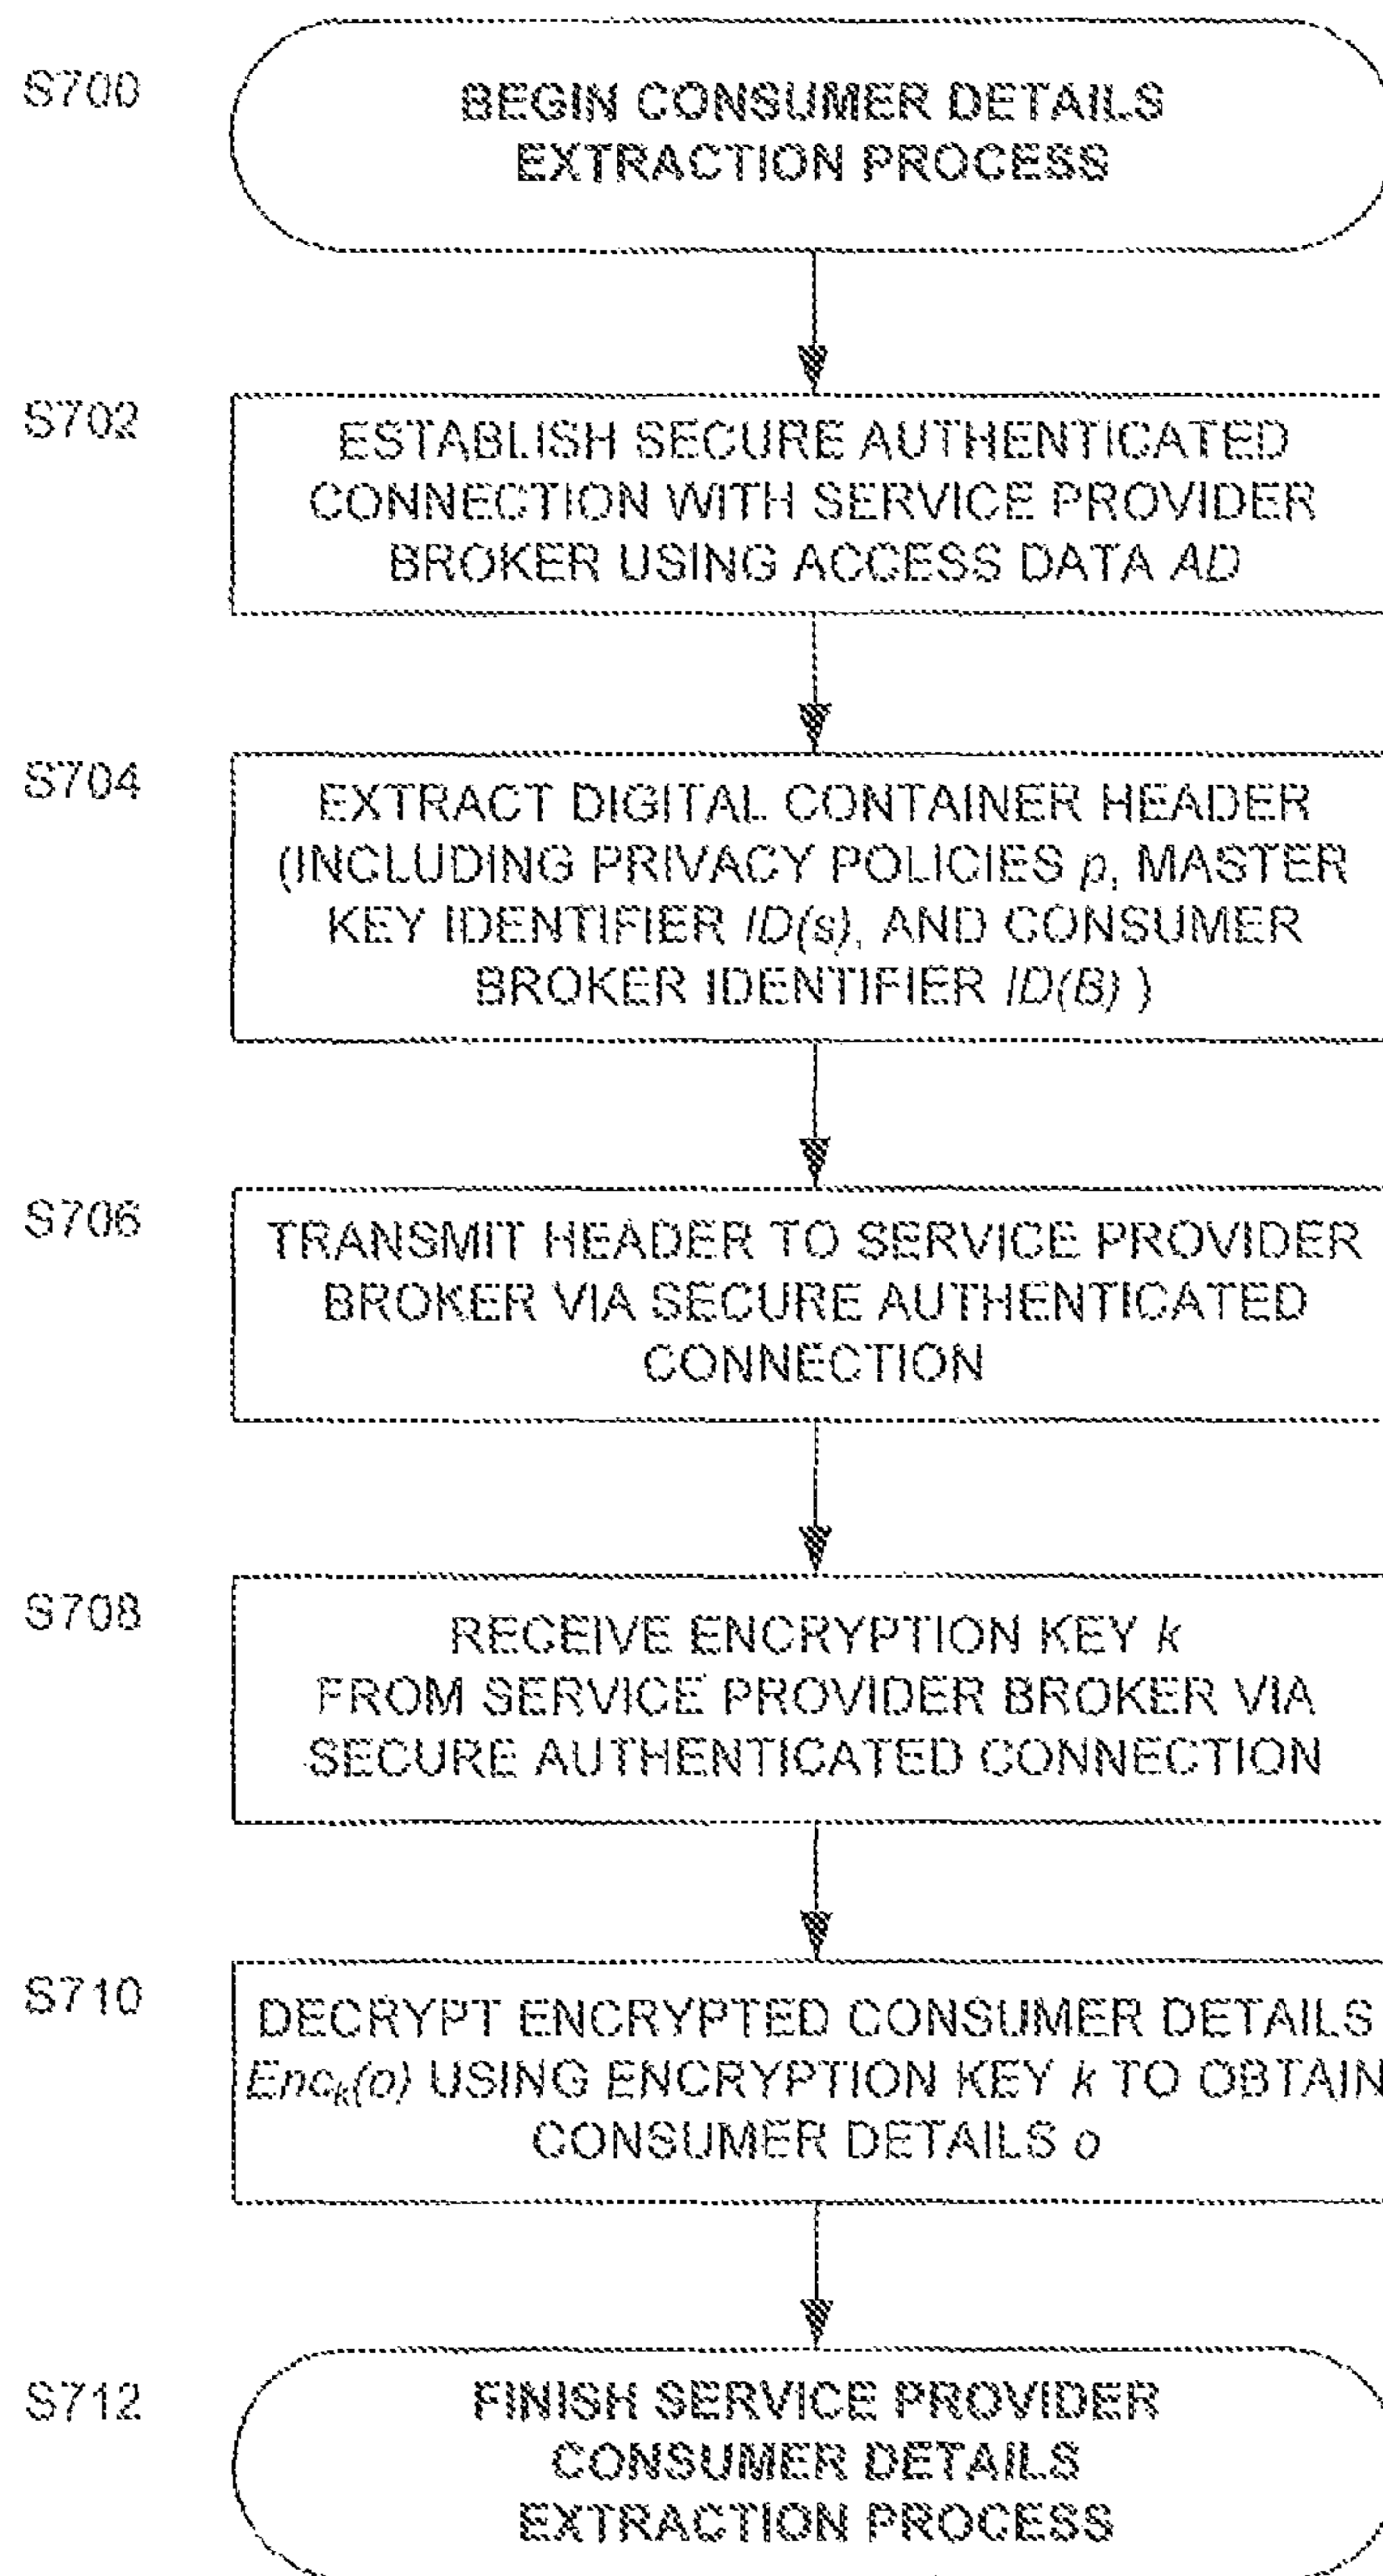 S700
BEGIN CONSUMER DETAILS
EXTRACTION PROCESS
S702
ESTABLISH SECURE AUTHENTICATED
CONNECTION WITH SERVICE PROVIDER
BROKER USING ACCESS DATA AD
S704
EXTRACT DIGITAL CONTAINER HEADER
(INCLUDING PRIVACY POLICIES p, MASTER
KEY IDENTIFIER ID(s), AND CONSUMER
BROKER IDENTIFIER ID(B) )
S706
TRANSMIT HEADER TO SERVICE PROVIDER
BROKER VIA SECURE AUTHENTICATED
CONNECTION
S708
RECEIVE ENCRYPTION KEY k
FROM SERVICE PROVIDER BROKER VIA
SECURE AUTHENTICATED CONNECTION
S710
DECRYPT ENCRYPTED CONSUMER DETAILS
Enck(o) USING ENCRYPTION KEY k TO OBTAIN
CONSUMER DETAILS o
S712
FINISH SERVICE PROVIDER
CONSUMER DETAILS
EXTRACTION PROCESS